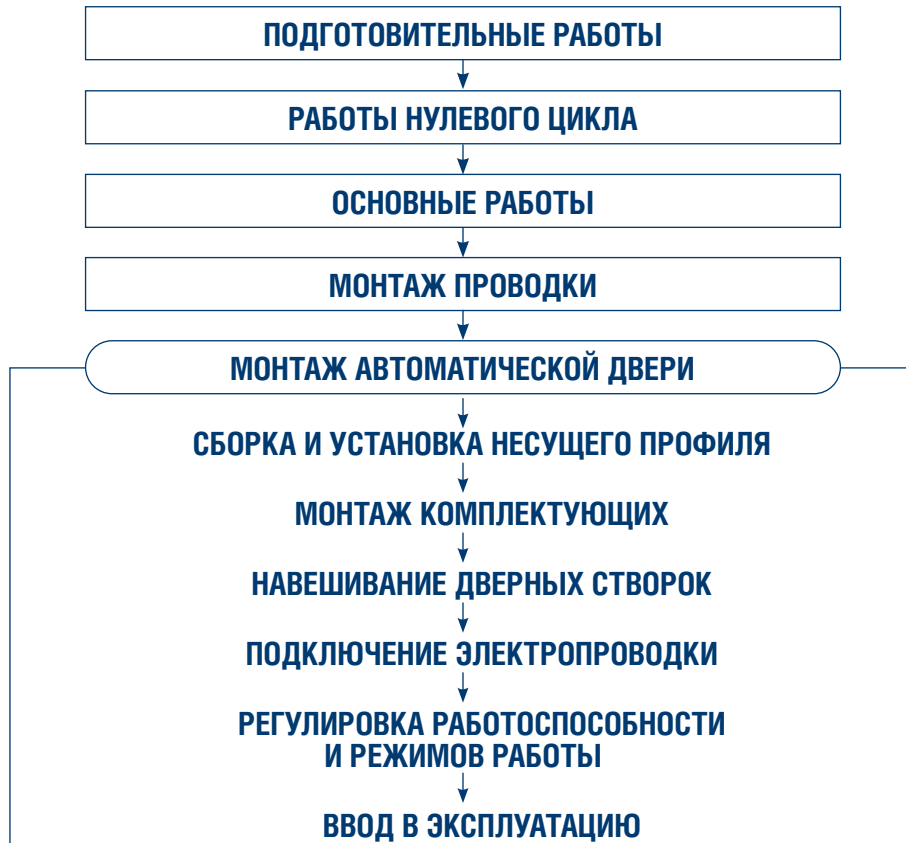 ПОДГОТОВИТЕЛЬНЫЕ РАБОТЫ
РАБОТЫ НУЛЕВОГО ЦИКЛА
ОСНОВНЫЕ РАБОТЫ
МОНТАЖ ПРОВОДКИ
МОНТАЖ АВТОМАТИЧЕСКОЙ ДВЕРИ
СБОРКА И УСТАНОВКА НЕСУЩЕГО ПРОФИЛЯ
МОНТАЖ КОМПЛЕКТУЮЩИХ
НАВЕШИВАНИЕ ДВЕРНЫХ СТВОРОК
ПОДКЛЮЧЕНИЕ ЭЛЕКТРОПРОВОДКИ
РЕГУЛИРОВКА РАБОТОСПОСОБНОСТИ
И РЕЖИМОВ РАБОТЫ
ВВОД В ЭКСПЛУАТАЦИЮ